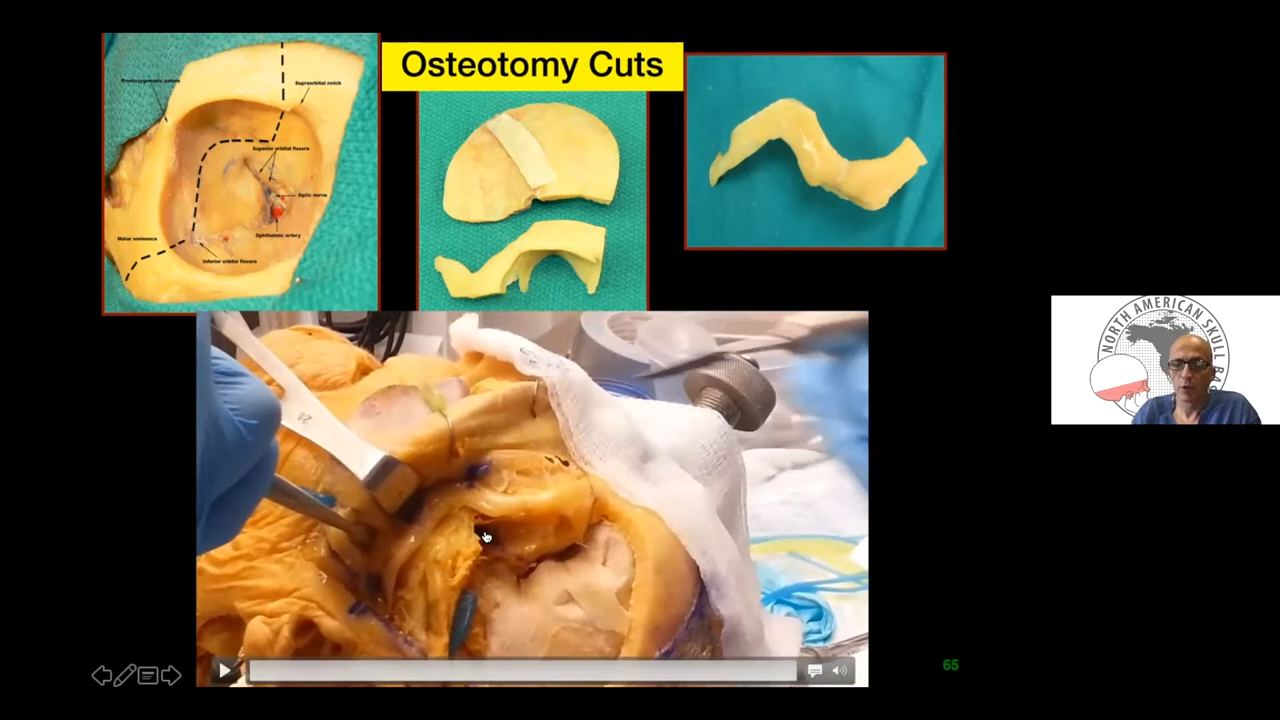 Osteotomy Cuts
Frontozygomatic suture
Supraorbital notch
Superior orbital fissure
Optic nerve
Ophthalmic artery
Malar eminence
Inferior orbital fissure
NORTH AMERICAN SKULL BA
65